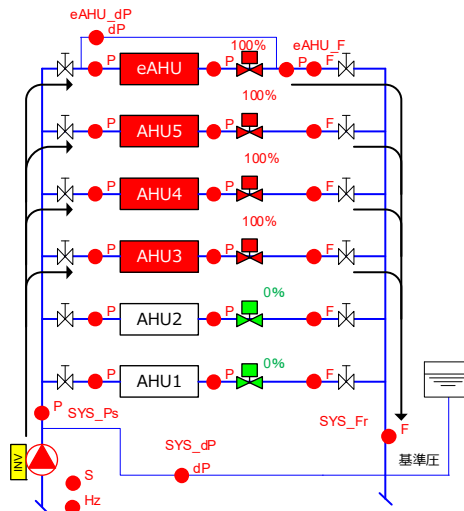 eAHU_dP
dP
100%
eAHU_F
P
eAHU
P
P
F
100%
P
AHU5
P
F
100%
P
AHU4
P
F
100%
P
AHU3
P
F
0%
P
AHU2
P
F
0%
P
AHU1
P
F
P
SYS_Ps
SYS_Fr
F
SYS_dP
基準圧
INV
dP
S
Hz